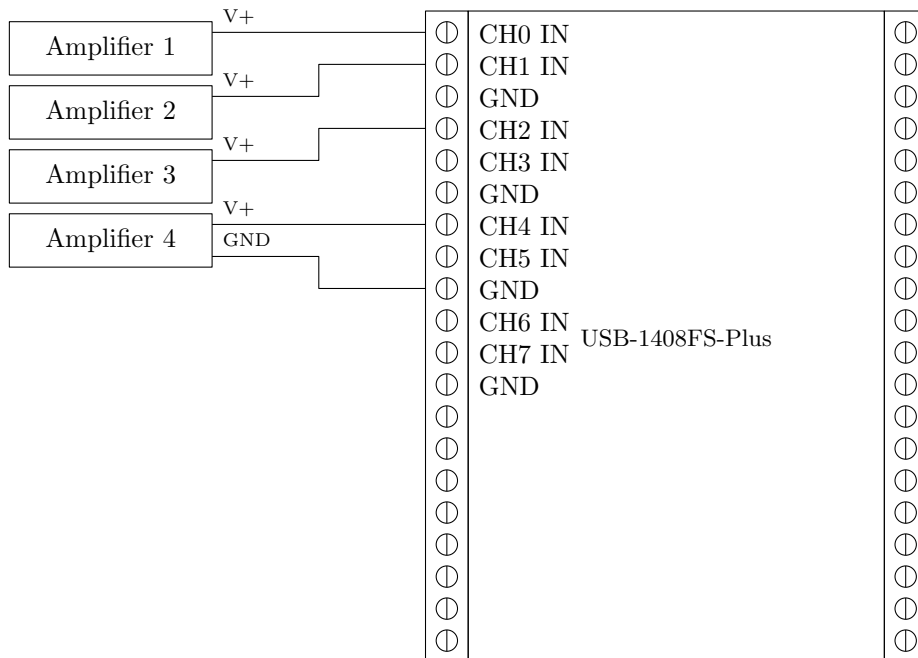 V+
Amplifier 1
V+
Amplifier 2
V+
Amplifier 3
V+
Amplifier 4
GND
CH0 IN
CH1 IN
GND
CH2 IN
CH3 IN
GND
CH4 IN
CH5 IN
GND
CH6 IN
CH7 IN
GND
USB-1408FS-Plus